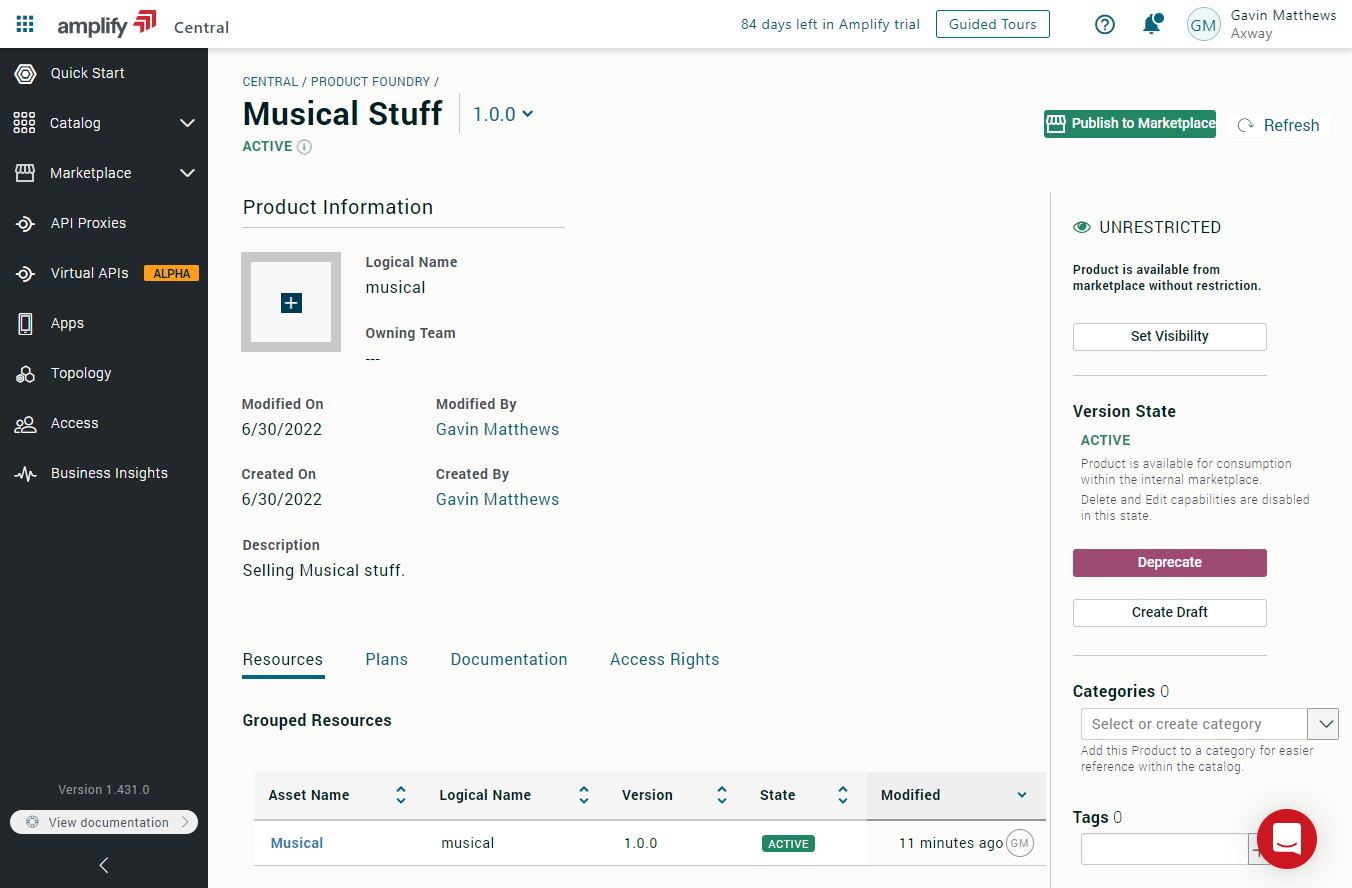 amplify Central
84 days left in Amplify trial
Guided Tours
GM
Gavin Matthews
Axway
Quick Start
Catalog
Marketplace
API Proxies
Virtual APIs ALPHA
Apps
Topology
Access
Business Insights
Version 1.431.0
View documentation
CENTRAL / PRODUCT FOUNDRY /
Musical Stuff 1.0.0
ACTIVE
Publish to Marketplace
Refresh
Product Information
Logical Name
musical
Owning Team
---
Modified On Modified By
6/30/2022 Gavin Matthews
Created On Created By
6/30/2022 Gavin Matthews
Description
Selling Musical stuff.
Resources Plans Documentation Access Rights
Grouped Resources
Asset Name Logical Name Version State Modified
Musical musical 1.0.0 ACTIVE 11 minutes ago GM
UNRESTRICTED
Product is available from
marketplace without restriction.
Set Visibility
Version State
ACTIVE
Product is available for consumption
within the internal marketplace.
Delete and Edit capabilities are disabled
in this state.
Deprecate
Create Draft
Categories 0
Select or create category
Add this Product to a category for easier
reference within the catalog.
Tags 0